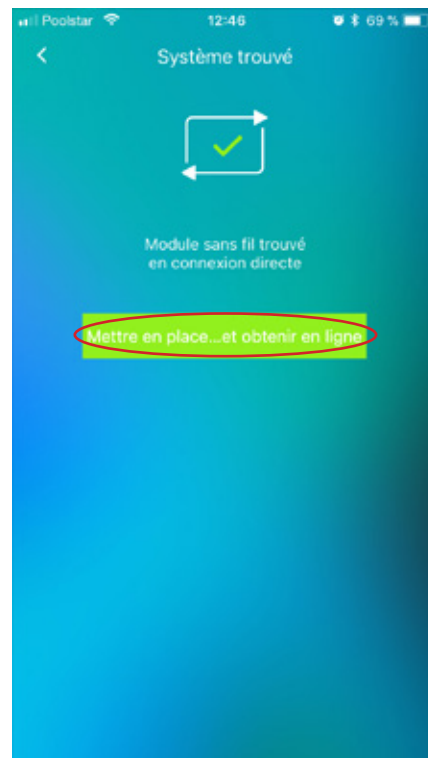 Poolstar 12:46 69 %
Système trouvé
Module sans fil trouvé
en connexion directe
Mettre en place...et obtenir en ligne